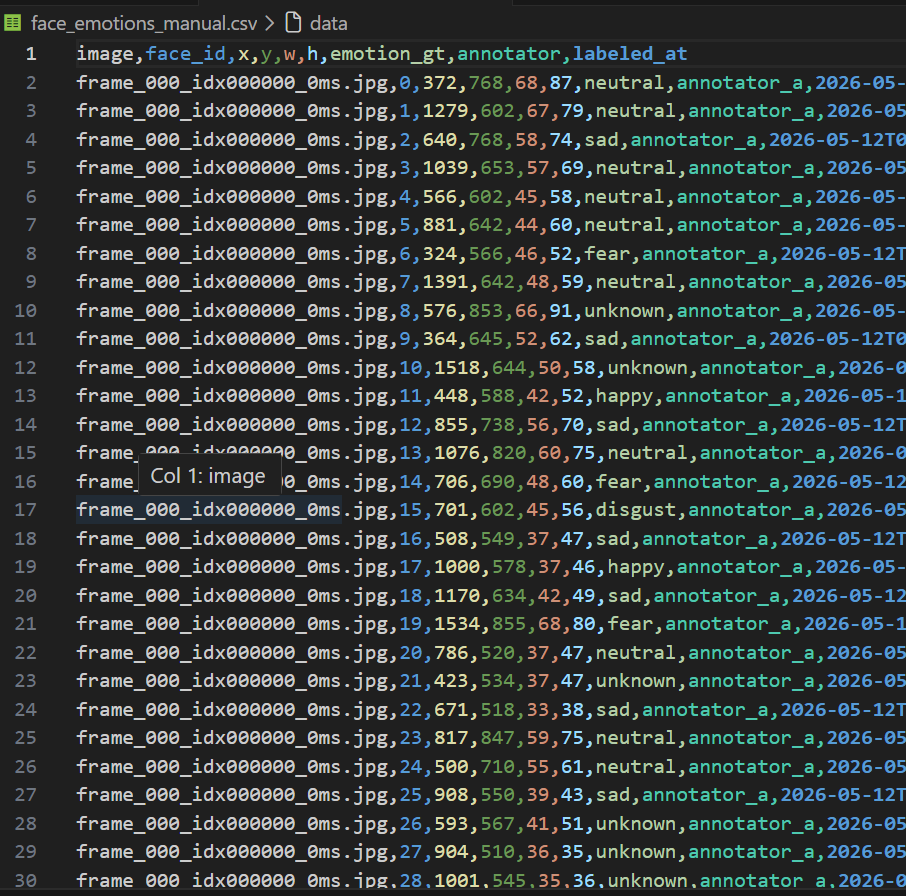 face_emotions_manual.csv > data
1 image,face_id,x,y,w,h,emotion_gt,annotator,labeled_at
2 frame_000_idx000000_0ms.jpg,0,372,768,68,87,neutral,annotator_a,2026-05-
3 frame_000_idx000000_0ms.jpg,1,1279,602,67,79,neutral,annotator_a,2026-05
4 frame_000_idx000000_0ms.jpg,2,640,768,58,74,sad,annotator_a,2026-05-12T0
5 frame_000_idx000000_0ms.jpg,3,1039,653,57,69,neutral,annotator_a,2026-05
6 frame_000_idx000000_0ms.jpg,4,566,602,45,58,neutral,annotator_a,2026-05-
7 frame_000_idx000000_0ms.jpg,5,881,642,44,60,neutral,annotator_a,2026-05-
8 frame_000_idx000000_0ms.jpg,6,324,566,46,52,fear,annotator_a,2026-05-12T
9 frame_000_idx000000_0ms.jpg,7,1391,642,48,59,neutral,annotator_a,2026-05
10 frame_000_idx000000_0ms.jpg,8,576,853,66,91,unknown,annotator_a,2026-05-
11 frame_000_idx000000_0ms.jpg,9,364,645,52,62,sad,annotator_a,2026-05-12T0
12 frame_000_idx000000_0ms.jpg,10,1518,644,50,58,unknown,annotator_a,2026-0
13 frame_000_idx000000_0ms.jpg,11,448,588,42,52,happy,annotator_a,2026-05-1
14 frame_000_idx000000_0ms.jpg,12,855,738,56,70,sad,annotator_a,2026-05-12T
15 frame_000_idx000000_0ms.jpg,13,1076,820,60,75,neutral,annotator_a,2026-0
Col 1: image
16 frame_0 0ms.jpg,14,706,690,48,60,fear,annotator_a,2026-05-12
17 frame_000_idx000000_0ms.jpg,15,701,602,45,56,disgust,annotator_a,2026-05
18 frame_000_idx000000_0ms.jpg,16,508,549,37,47,sad,annotator_a,2026-05-12T
19 frame_000_idx000000_0ms.jpg,17,1000,578,37,46,happy,annotator_a,2026-05-
20 frame_000_idx000000_0ms.jpg,18,1170,634,42,49,sad,annotator_a,2026-05-12
21 frame_000_idx000000_0ms.jpg,19,1534,855,68,80,fear,annotator_a,2026-05-1
22 frame_000_idx000000_0ms.jpg,20,786,520,37,47,neutral,annotator_a,2026-05
23 frame_000_idx000000_0ms.jpg,21,423,534,37,47,unknown,annotator_a,2026-05
24 frame_000_idx000000_0ms.jpg,22,671,518,33,38,sad,annotator_a,2026-05-12T
25 frame_000_idx000000_0ms.jpg,23,817,847,59,75,neutral,annotator_a,2026-05
26 frame_000_idx000000_0ms.jpg,24,500,710,55,61,neutral,annotator_a,2026-05
27 frame_000_idx000000_0ms.jpg,25,908,550,39,43,sad,annotator_a,2026-05-12T
28 frame_000_idx000000_0ms.jpg,26,593,567,41,51,unknown,annotator_a,2026-05
29 frame_000_idx000000_0ms.jpg,27,904,510,36,35,unknown,annotator_a,2026-05
30 frame_000_idx000000_0ms.jpg,28,1001,545,35,36,unknown,annotator_a,2026-0